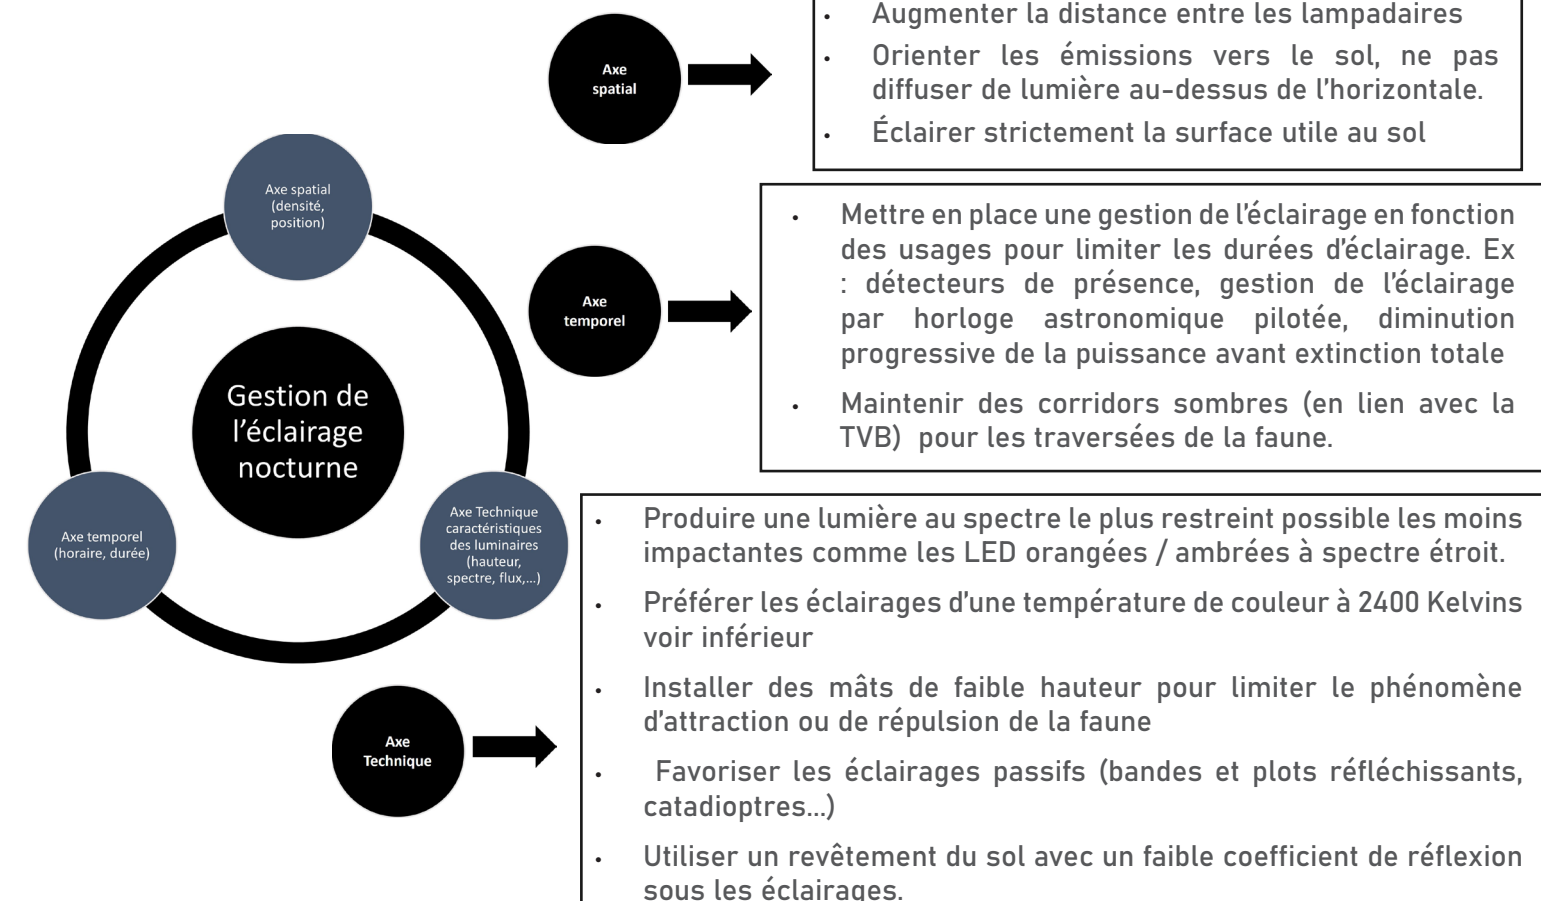 Axe spatial
(densité,
position)
Gestion de
l’éclairage
nocturne
Axe temporel
(horaire, durée)
Axe Technique
caractéristiques
des luminaires
(hauteur,
spectre, flux,...)
Axe
spatial
• Augmenter la distance entre les lampadaires
• Orienter les émissions vers le sol, ne pas
diffuser de lumière au-dessus de l’horizontale.
• Éclairer strictement la surface utile au sol
Axe
temporel
• Mettre en place une gestion de l’éclairage en fonction
des usages pour limiter les durées d’éclairage. Ex
: détecteurs de présence, gestion de l’éclairage
par horloge astronomique pilotée, diminution
progressive de la puissance avant extinction totale
• Maintenir des corridors sombres (en lien avec la
TVB) pour les traversées de la faune.
Axe
Technique
• Produire une lumière au spectre le plus restreint possible les moins
impactantes comme les LED orangées / ambrées à spectre étroit.
• Préférer les éclairages d’une température de couleur à 2400 Kelvins
voir inférieur
• Installer des mâts de faible hauteur pour limiter le phénomène
d’attraction ou de répulsion de la faune
• Favoriser les éclairages passifs (bandes et plots réfléchissants,
catadioptres...)
• Utiliser un revêtement du sol avec un faible coefficient de réflexion
sous les éclairages.